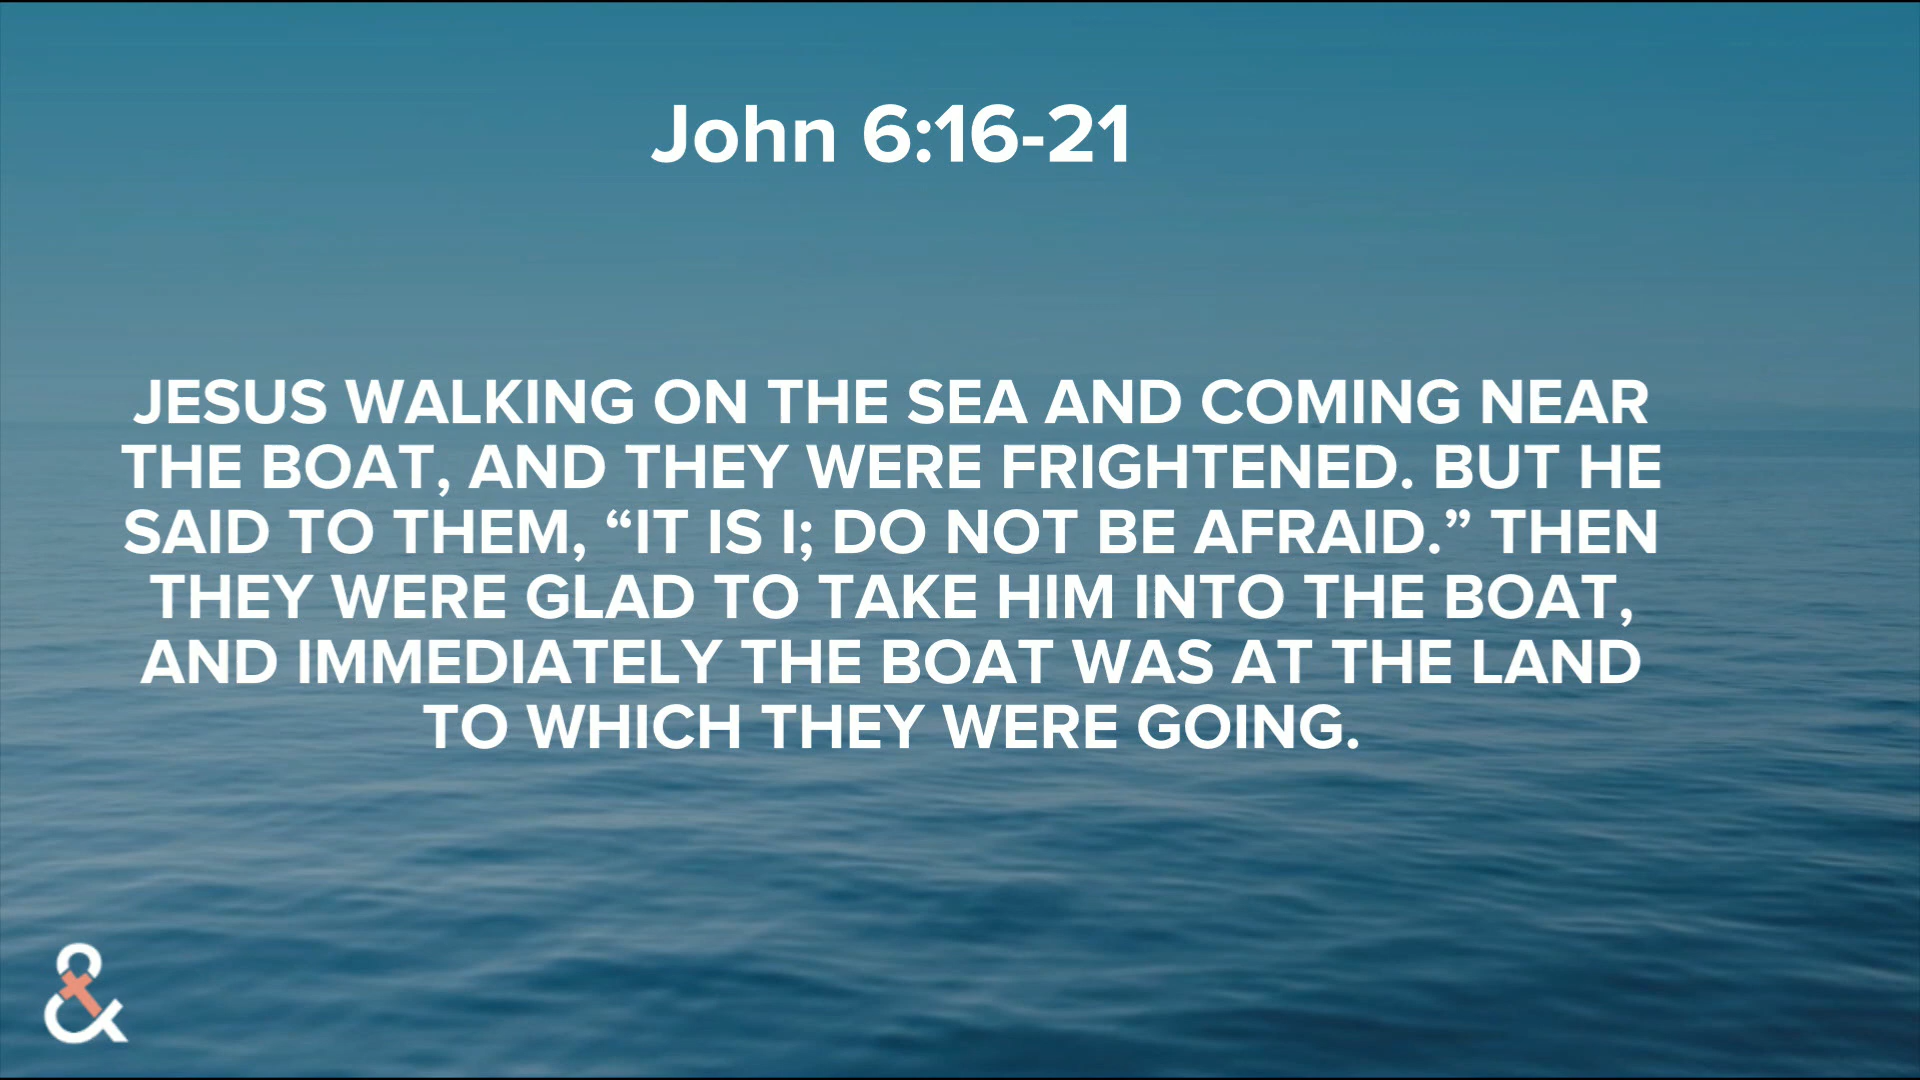 John 6:16-21
JESUS WALKING ON THE SEA AND COMING NEAR
THE BOAT, AND THEY WERE FRIGHTENED. BUT HE
SAID TO THEM, “IT IS I; DO NOT BE AFRAID.” THEN
THEY WERE GLAD TO TAKE HIM INTO THE BOAT,
AND IMMEDIATELY THE BOAT WAS AT THE LAND
TO WHICH THEY WERE GOING.
&